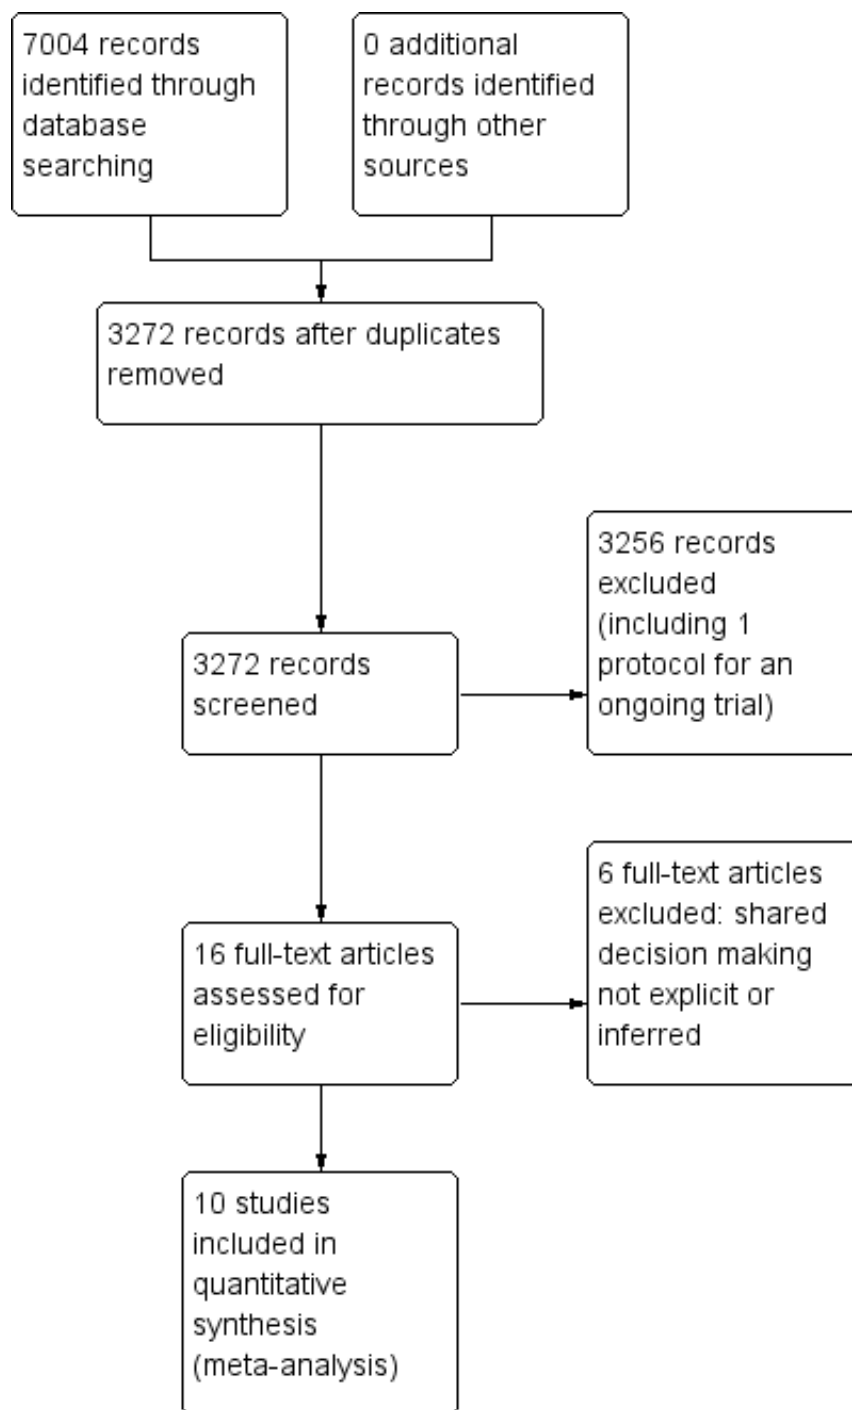 7004 records
identified through
database
searching
0 additional
records identified
through other
sources
3272 records after duplicates
removed
3256 records
excluded
(including 1
protocol for an
ongoing trial)
3272 records
screened
6 full-text articles
excluded: shared
decision making
not explicit or
inferred
16 full-text articles
assessed for
eligibility
10 studies
included in
quantitative
synthesis
(meta-analysis)